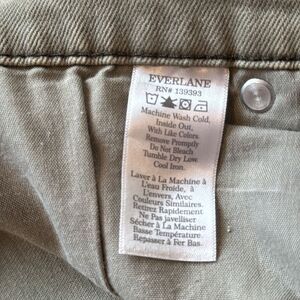 EVERLANE
RN# 139393
Machine Wash Cold,
Inside Out,
With Like Colors
Remove Promptly
Do Not Bleach
Tumble Dry Low
Cool Iron.
Laver à La Machine à
L'eau Froide, à
L'envers, Avec
Couleurs Similaires.
Retirez Rapidement
Ne Pas javelliser
Sécher à La Machine
Basse Température.
Repasser à Fer Bas.